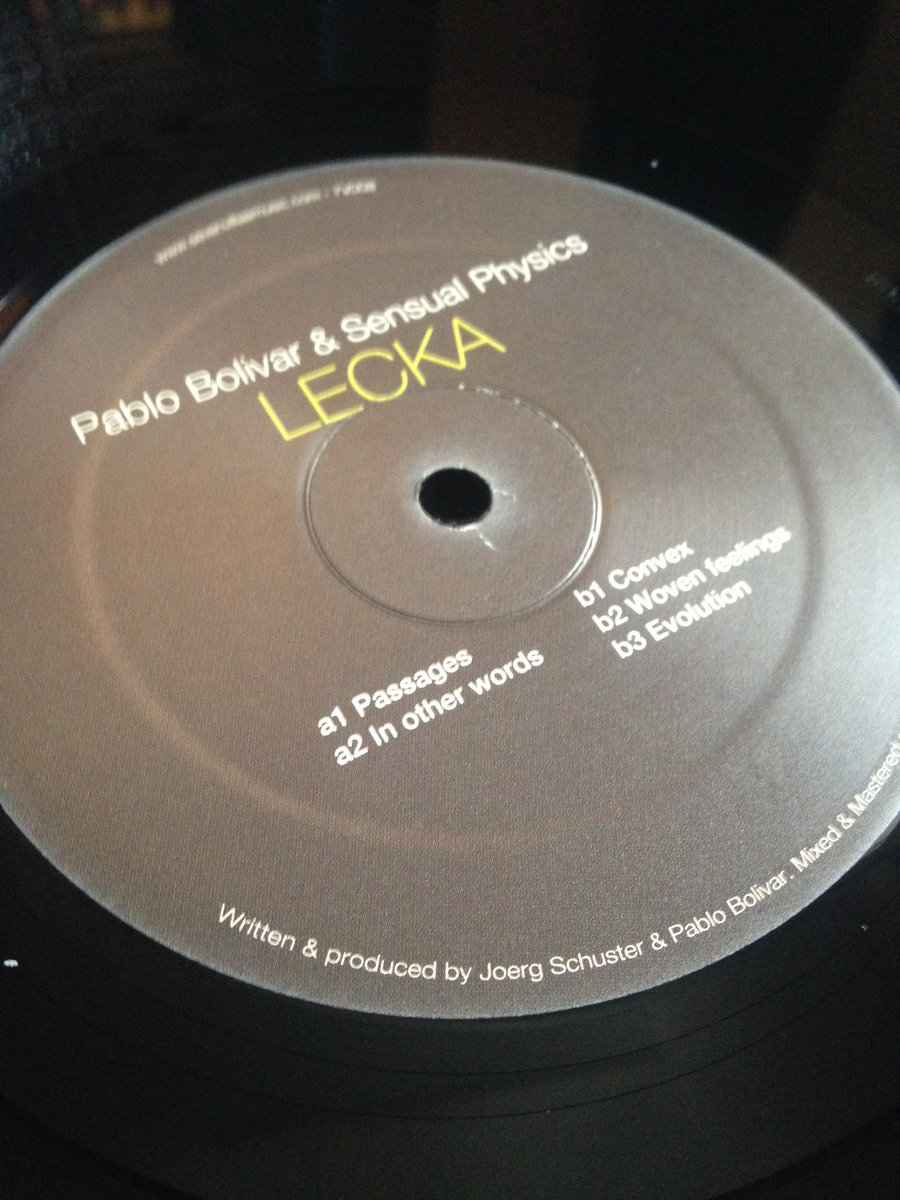 Pablo Bolivar & Sensual Physics
LECKA
a1 Passages
a2 In other words
b1 Convex
b2 Woven feelings
b3 Evolution
Written & produced by Joerg Schuster & Pablo Bolivar. Mixed & Mastered